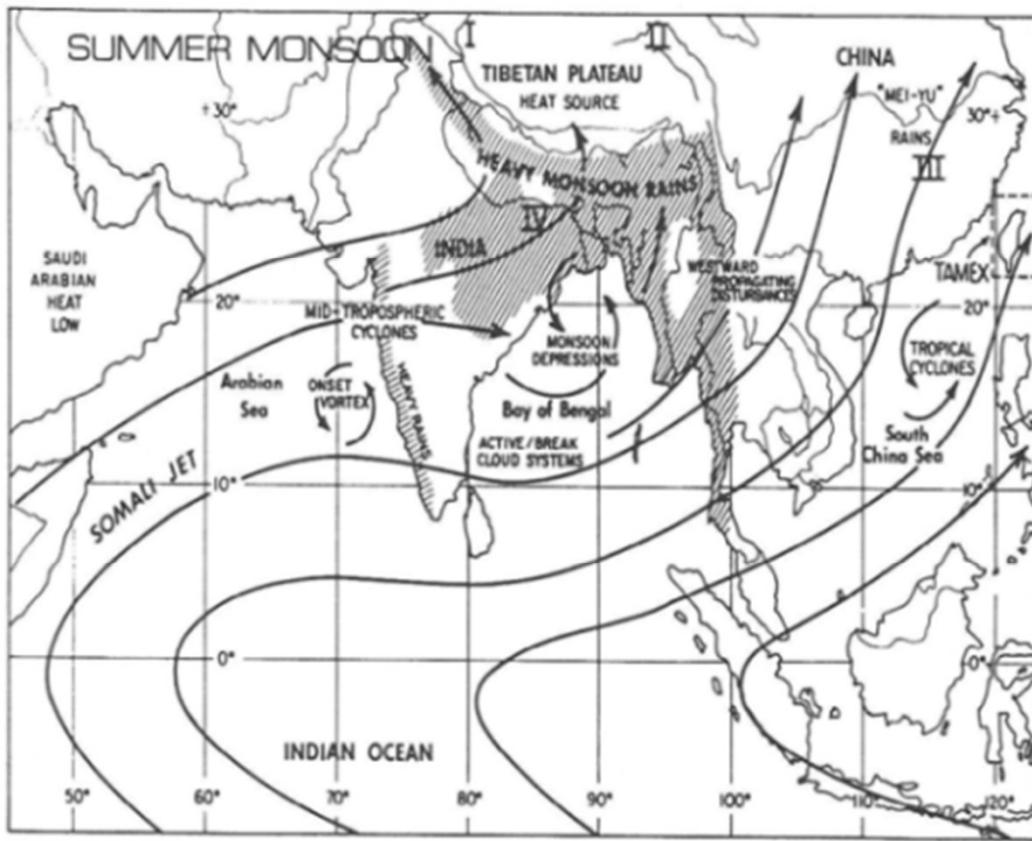 SUMMER MONSOON
I
II
TIBETAN PLATEAU
HEAT SOURCE
CHINA
"MEI-YU"
RAINS
+30°
30°+
III
HEAVY MONSOON RAINS
IV
INDIA
SAUDI
ARABIAN
HEAT
LOW
WESTWARD
PROPAGATING
DISTURBANCES
TAMEX
20°
20°
MID-TROPOSPHERIC
CYCLONES
MONSOON
DEPRESSIONS
TROPICAL
CYCLONES
Arabian
Sea
ONSET
VORTEX
HEAVY RAINS
Bay of Bengal
ACTIVE/BREAK
CLOUD SYSTEMS
South
China Sea
SOMALI JET
10°
10°
0°
0°
INDIAN OCEAN
50° 60° 70° 80° 90° 100° 110° 120°